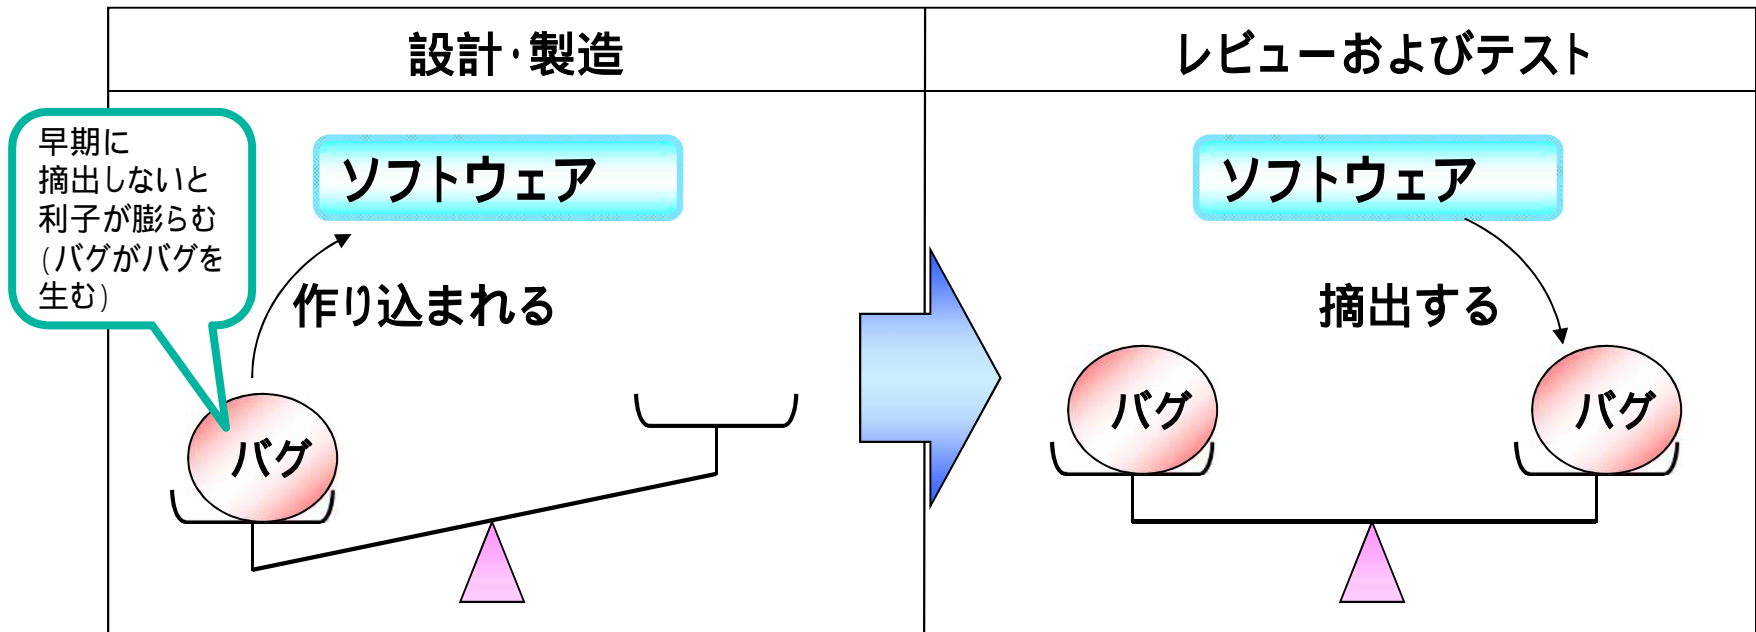 設計・製造
レビューおよびテスト
早期に
摘出しないと
利子が膨らむ
(バグがバグを
生む)
ソフトウェア
作り込まれる
バグ
ソフトウェア
摘出する
バグ
バグ